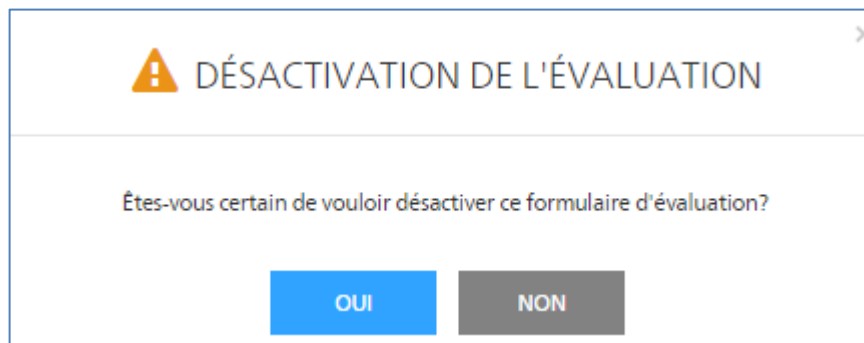 DÉSACTIVATION DE L'ÉVALUATION
Êtes-vous certain de vouloir désactiver ce formulaire d'évaluation?
OUI
NON